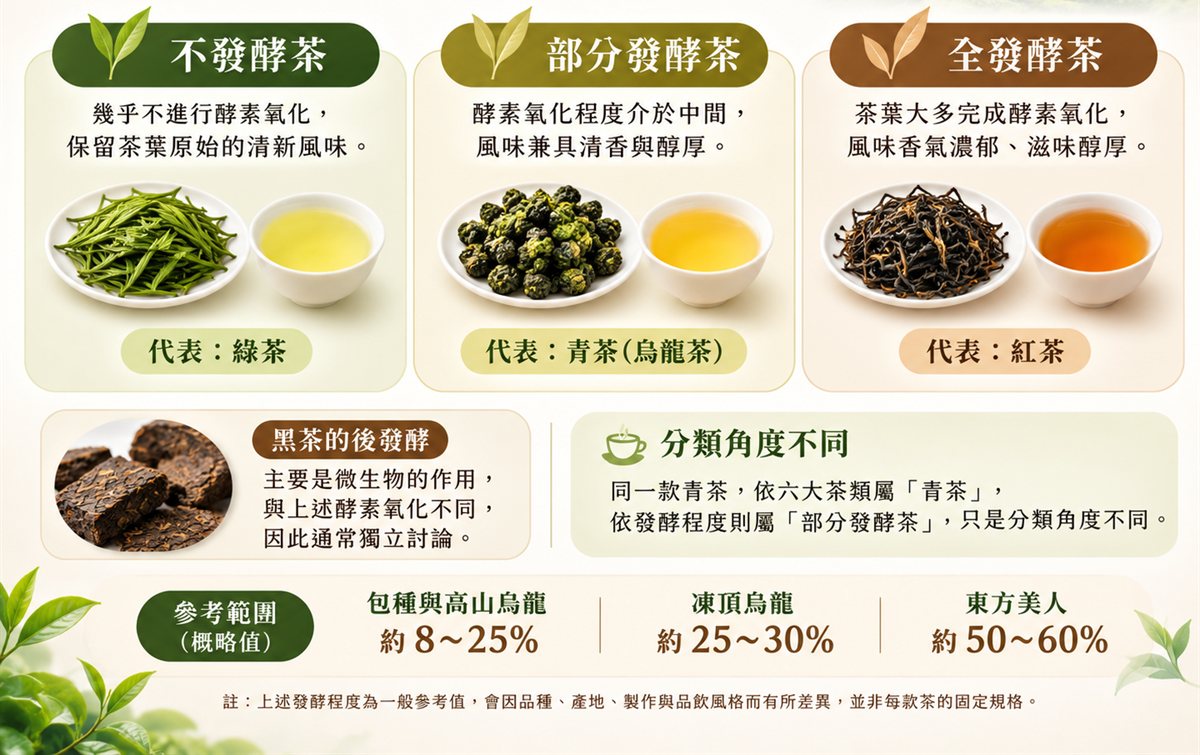 不發酵茶
幾乎不進行酵素氧化，
保留茶葉原始的清新風味。
代表：綠茶
部分發酵茶
酵素氧化程度介於中間，
風味兼具清香與醇厚。
代表：青茶(烏龍茶)
全發酵茶
茶葉大多完成酵素氧化，
風味香氣濃郁、滋味醇厚。
代表：紅茶
黑茶的後發酵
主要是微生物的作用，
與上述酵素氧化不同，
因此通常獨立討論。
分類角度不同
同一款青茶，依六大茶類屬「青茶」，
依發酵程度則屬「部分發酵茶」，只是分類角度不同。
參考範圍
(概略值)
包種與高山烏龍
約 8～25%
凍頂烏龍
約 25～30%
東方美人
約 50～60%
註：上述發酵程度為一般參考值，會因品種、產地、製作與品飲風格而有所差異，並非每款茶的固定規格。